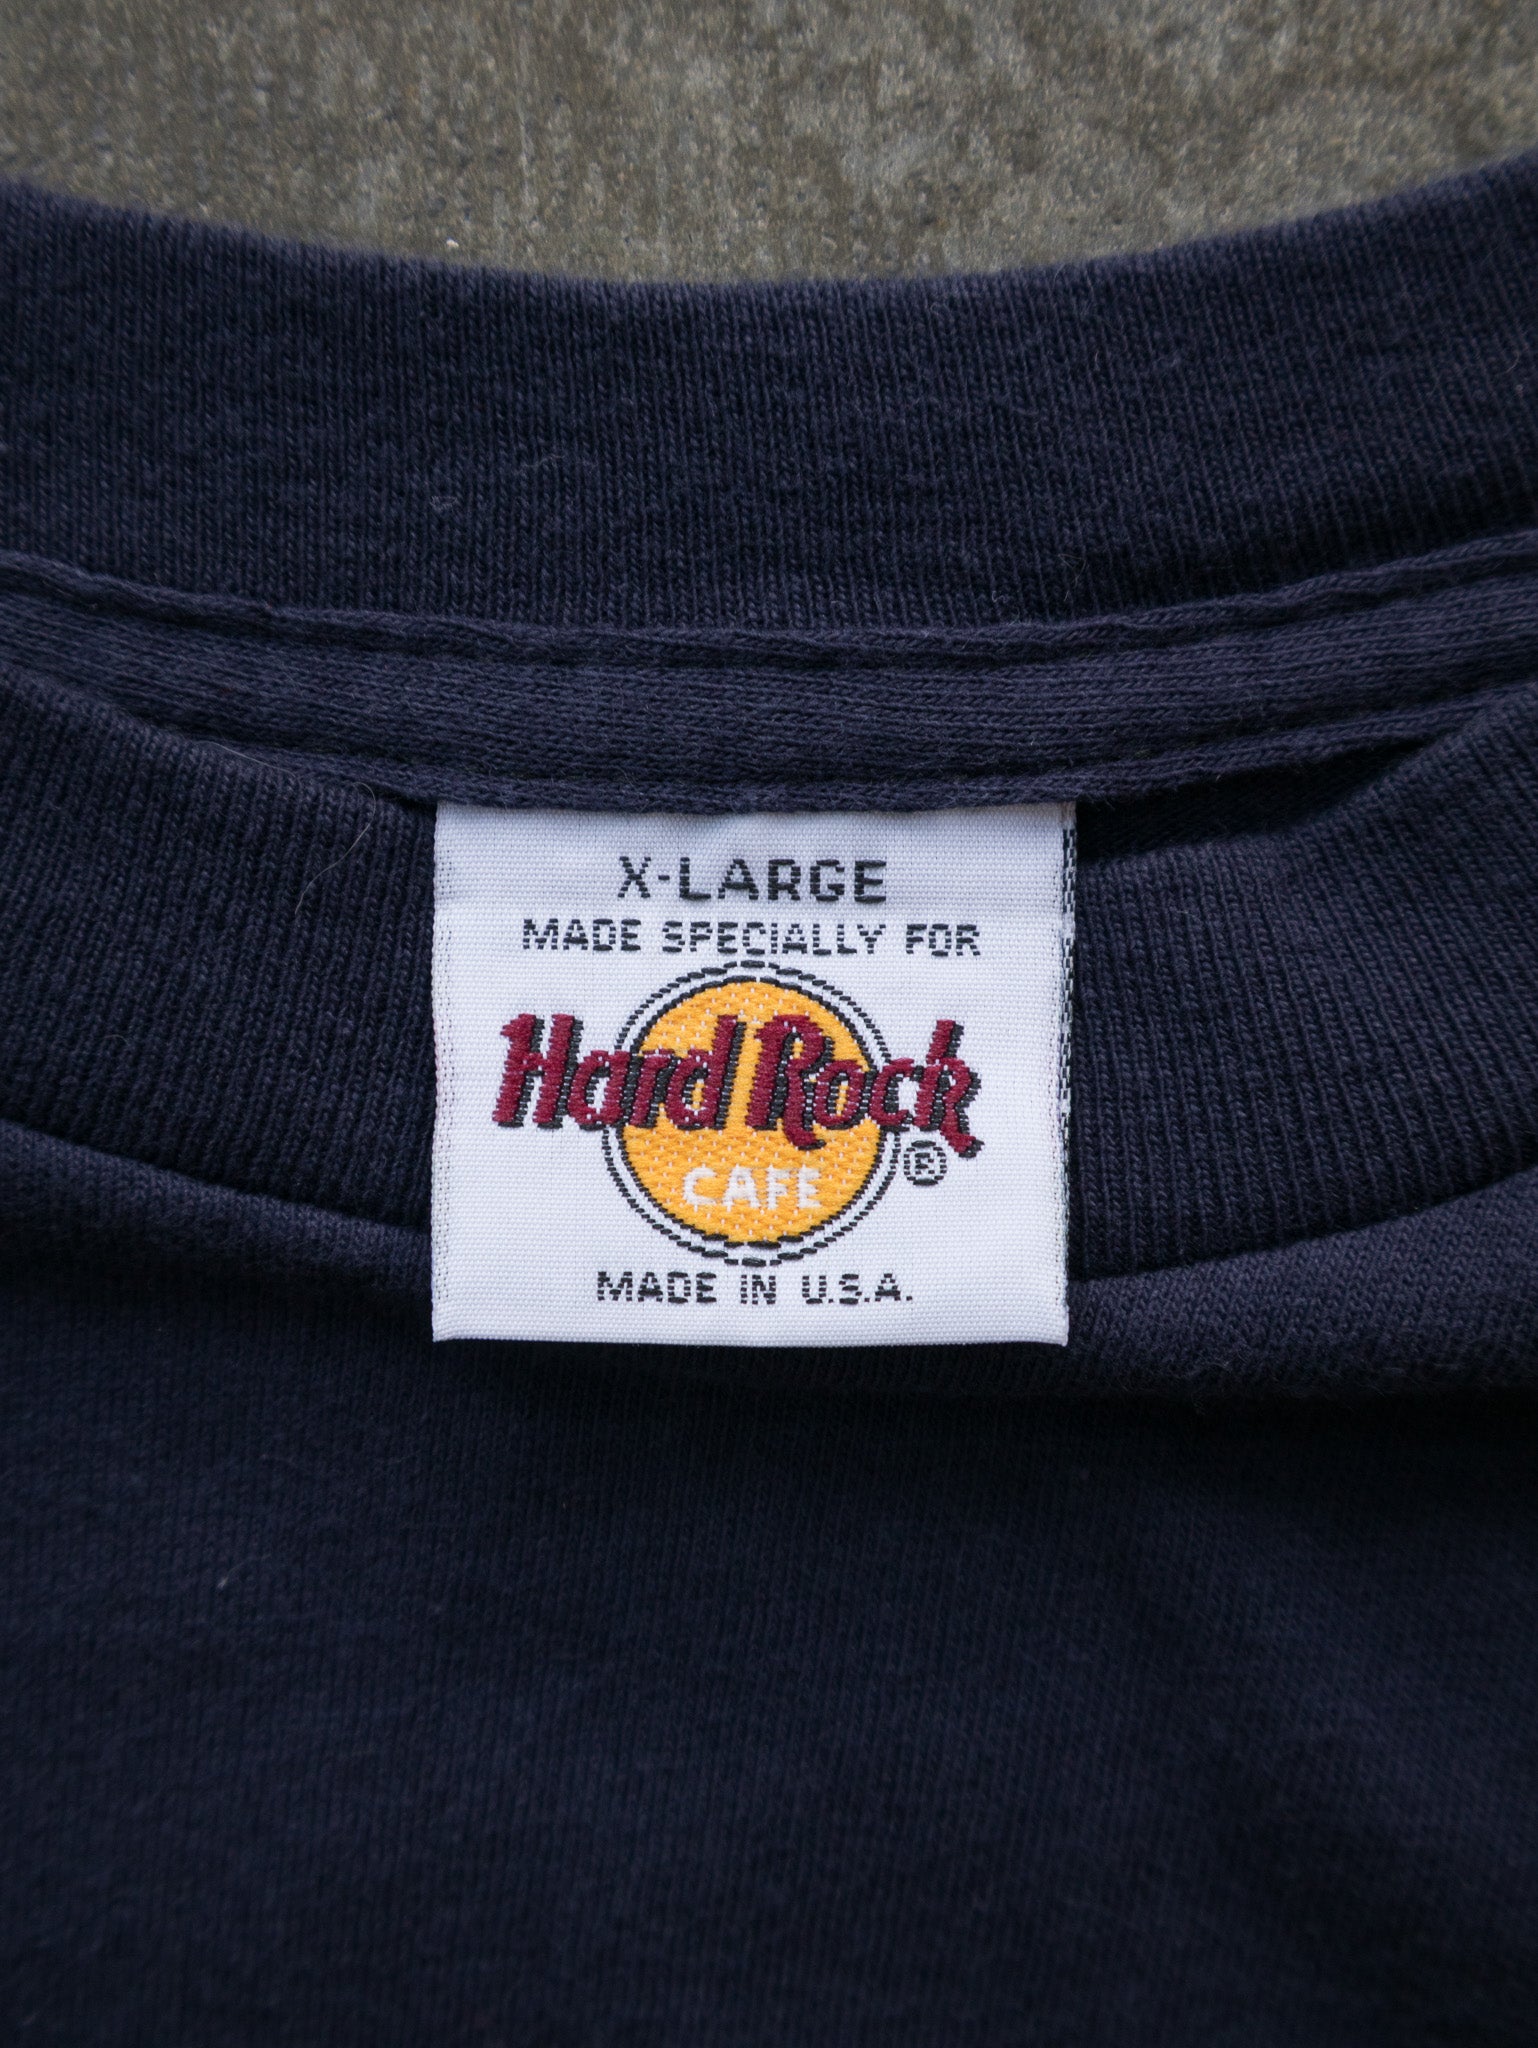 X-LARGE
MADE SPECIALLY FOR
Hard Rock
CAFE ®
MADE IN U.S.A.